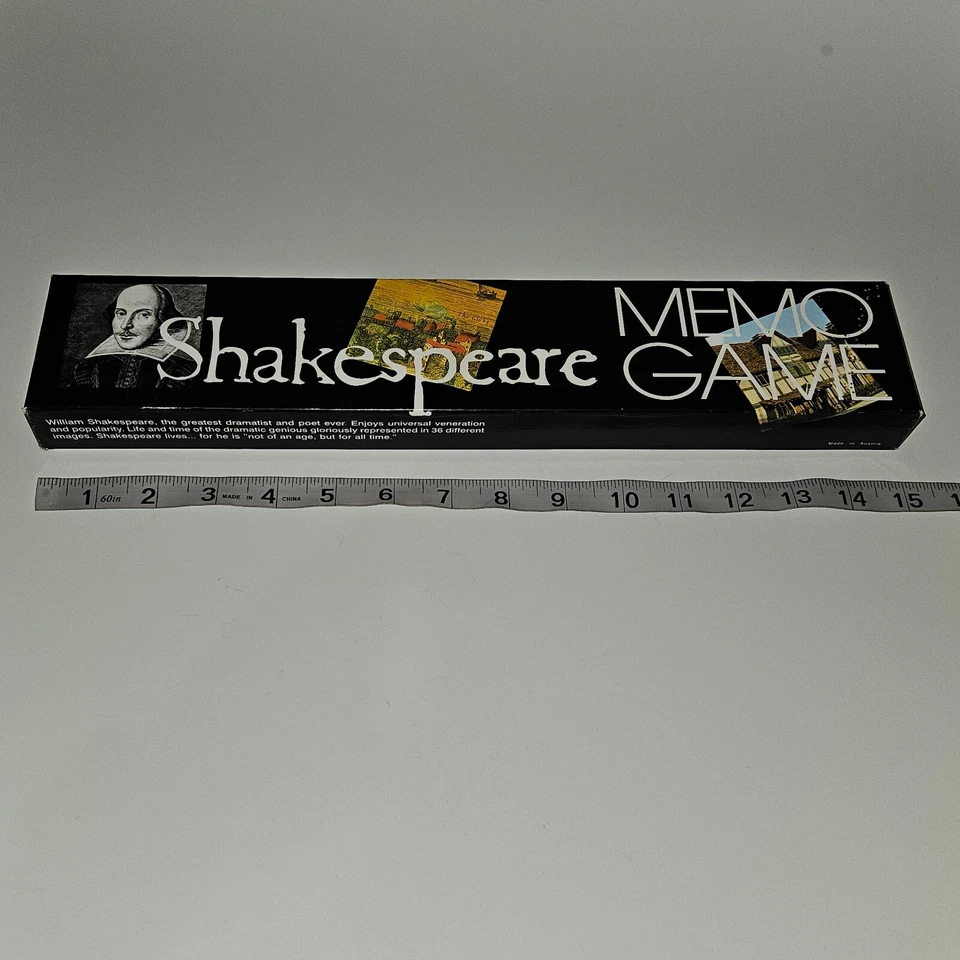 Shakespeare
MEMO
GAME
William Shakespeare, the greatest dramatist and poet ever. Enjoys universal veneration
and popularity. Life and time of the dramatic genious gloriously represented in 36 different
images. Shakespeare lives... for he is "not of an age, but for all time."
Made in Austria
1 60in 2 3 MADE IN 4 CHINA 5 6 7 8 9 10 11 12 13 14 15 1